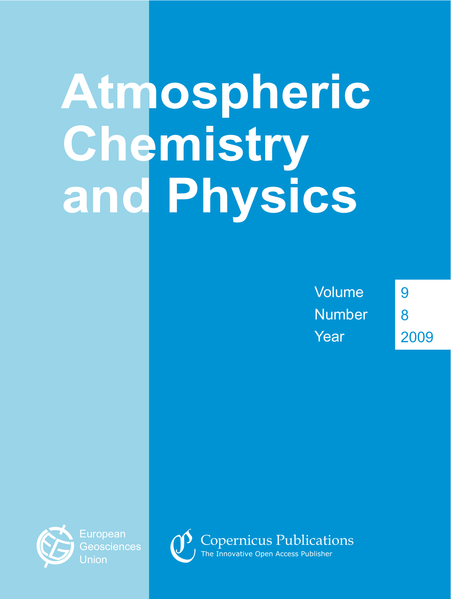 Atmospheric
Chemistry
and Physics
Volume 9
Number 8
Year 2009
European
Geosciences
Union
EGU
Copernicus Publications
The Innovative Open Access Publisher